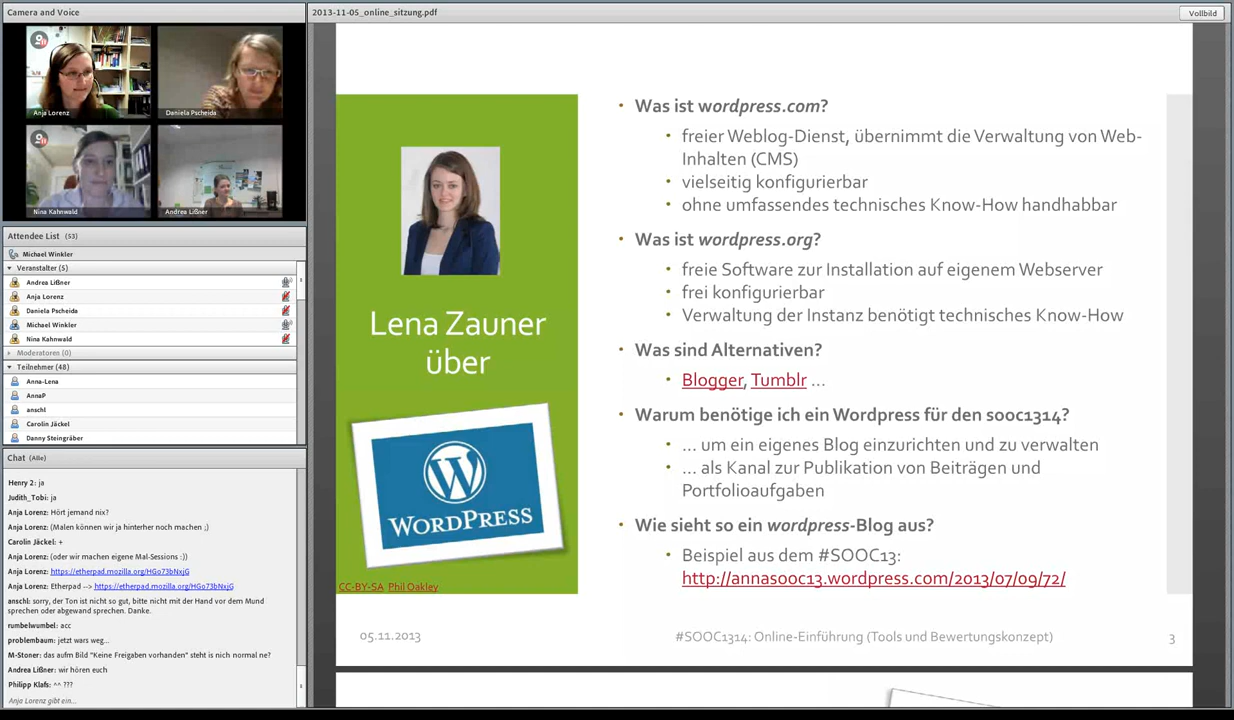 Camera and Voice
Anja Lorenz
Daniela Pscheida
Nina Kahnwald
Andrea Lißner
Attendee List (53)
Michael Winkler
Veranstalter (5)
Andrea Lißner
Anja Lorenz
Daniela Pscheida
Michael Winkler
Nina Kahnwald
Moderatoren (0)
Teilnehmer (48)
Anna-Lena
AnnaP
anschl
Carolin Jäckel
Danny Steingräber
Chat (Alle)
Henry 2: ja
Judith_Tobi: ja
Anja Lorenz: Hört jemand nix?
Anja Lorenz: (Malen können wir ja hinterher noch machen ;)
Carolin Jäckel: +
Anja Lorenz: (oder wir machen eigene Mal-Sessions :))
Anja Lorenz: https://etherpad.mozilla.org/HGo73bNxjG
Anja Lorenz: Etherpad --> https://etherpad.mozilla.org/HGo73bNxjG
anschl: sorry, der Ton ist nicht so gut, bitte nicht mit der Hand vor dem Mund
sprechen oder abgewand sprechen. Danke.
rumbelwumbel: acc
problembaum: jetzt wars weg...
M-Stoner: das aufm Bild "Keine Freigaben vorhanden" steht is nich normal ne?
Andrea Lißner: wir hören euch
Philipp Klafs: ^^ ???
Anja Lorenz gibt ein...
2013-11-05_online_sitzung.pdf
Vollbild
Lena Zauner
über
WORDPRESS
CC-BY-SA Phil Oakley
• Was ist wordpress.com?
• freier Weblog-Dienst, übernimmt die Verwaltung von Web-
Inhalten (CMS)
• vielseitig konfigurierbar
• ohne umfassendes technisches Know-How handhabbar
• Was ist wordpress.org?
• freie Software zur Installation auf eigenem Webserver
• frei konfigurierbar
• Verwaltung der Instanz benötigt technisches Know-How
• Was sind Alternativen?
• Blogger, Tumblr ...
• Warum benötige ich ein Wordpress für den sooc1314?
• ... um ein eigenes Blog einzurichten und zu verwalten
• ... als Kanal zur Publikation von Beiträgen und
Portfolioaufgaben
• Wie sieht so ein wordpress-Blog aus?
• Beispiel aus dem #SOOC13:
http://annasooc13.wordpress.com/2013/07/09/72/
05.11.2013
#SOOC1314: Online-Einführung (Tools und Bewertungskonzept)
3